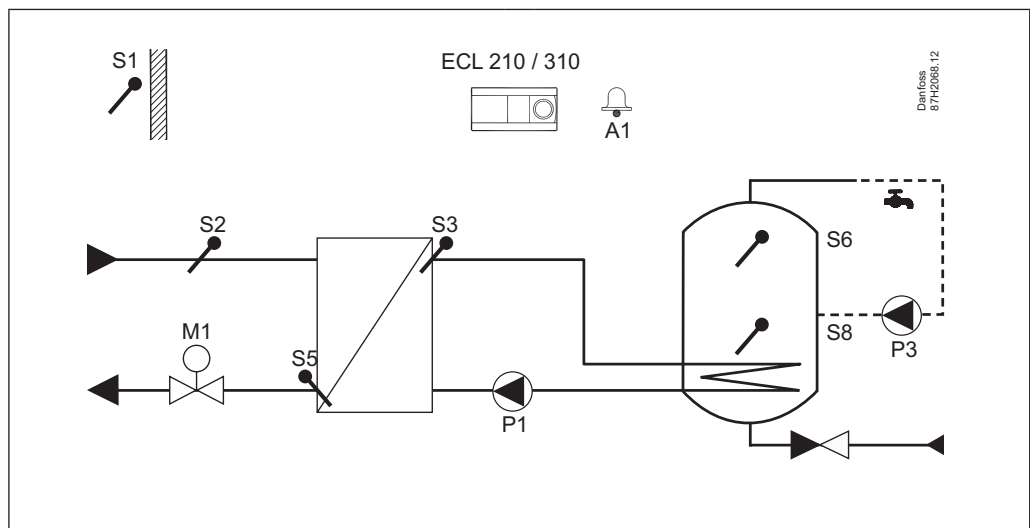 S1
ECL 210 / 310
A1
Danfoss
87H2068.12
S2
S3
S6
M1
S5
S8
P1
P3